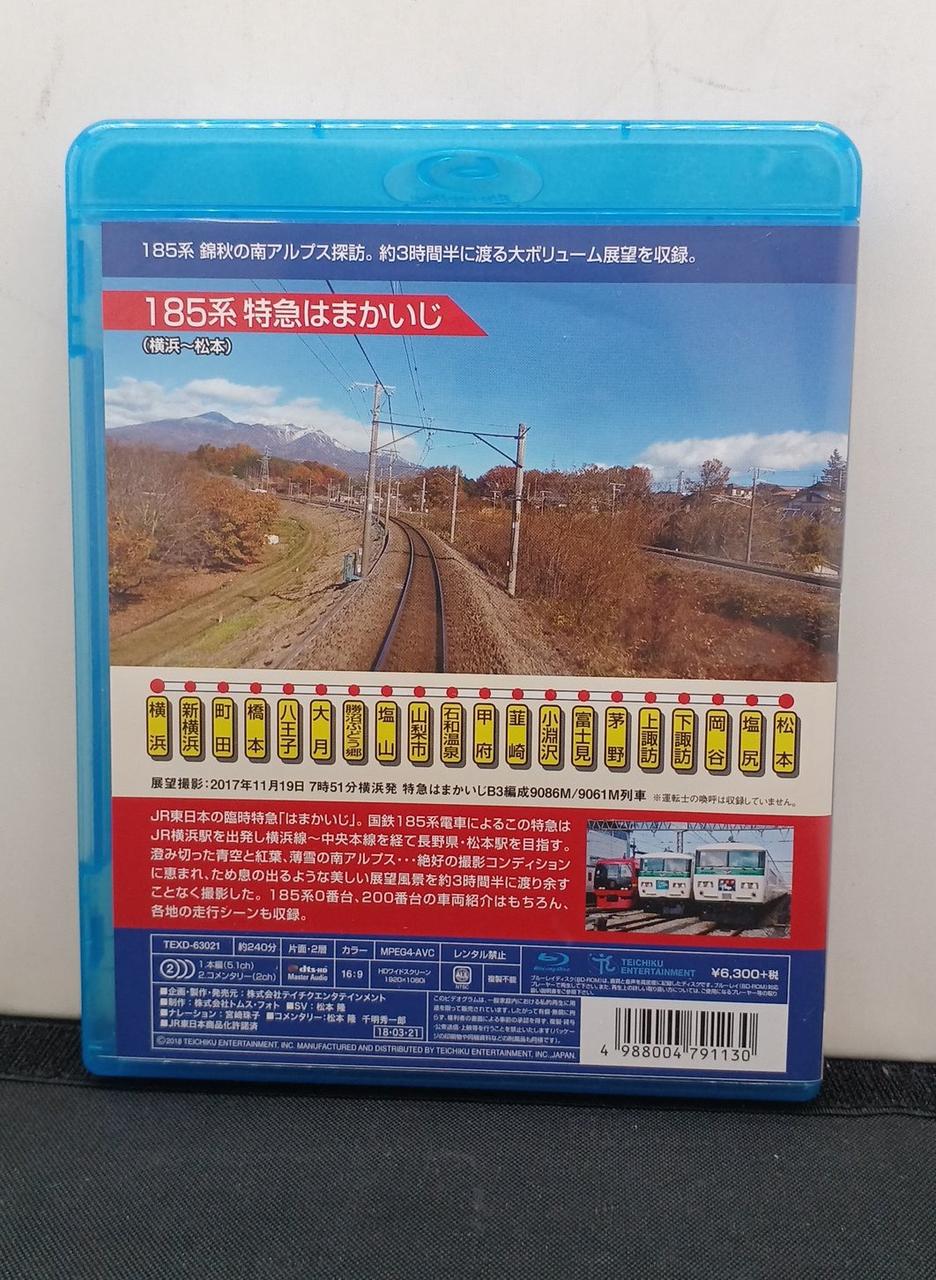 185系 錦秋の南アルプス探訪。約3時間半に渡る大ボリューム展望を収録。
185系 特急はまかいじ
(横浜～松本)
横浜
新横浜
町田
橋本
八王子
大月
勝沼ぶどう郷
塩山
山梨市
石和温泉
甲府
韮崎
小淵沢
富士見
茅野
上諏訪
下諏訪
岡谷
塩尻
松本
展望撮影:2017年11月19日 7時51分横浜発 特急はまかいじB3編成9086M/9061M列車 ※運転士の喚呼は収録していません。
JR東日本の臨時特急「はまかいじ」。国鉄185系電車によるこの特急は
JR横浜駅を出発し横浜線～中央本線を経て長野県・松本駅を目指す。
澄み切った青空と紅葉、薄雪の南アルプス･･･絶好の撮影コンディション
に恵まれ、ため息の出るような美しい展望風景を約3時間半に渡り余す
ことなく撮影した。185系0番台、200番台の車両紹介はもちろん、
各地の走行シーンも収録。
TEXD-63021 約240分 片面・2層 カラー MPEG4-AVC レンタル禁止
2 1.本編(5.1ch)
2.コメンタリー(2ch)
dts-HD Master Audio
16:9
HDワイドスクリーン
1920×1080i
ALL
NTSC
複製不能
Blu-ray Disc
TEICHIKU
ENTERTAINMENT
¥6,300+税
■企画・製作・発売元:株式会社テイチクエンタテインメント
■制作:株式会社トムス・フォト ■SV:松本 隆
■ナレーション:宮崎珠子 ■コメンタリー:松本 隆 千明秀一郎
■JR東日本商品化許諾済
18・03・21
©2018 TEICHIKU ENTERTAINMENT, INC. MANUFACTURED AND DISTRIBUTED BY TEICHIKU ENTERTAINMENT, INC., JAPAN.
4 988004 791130